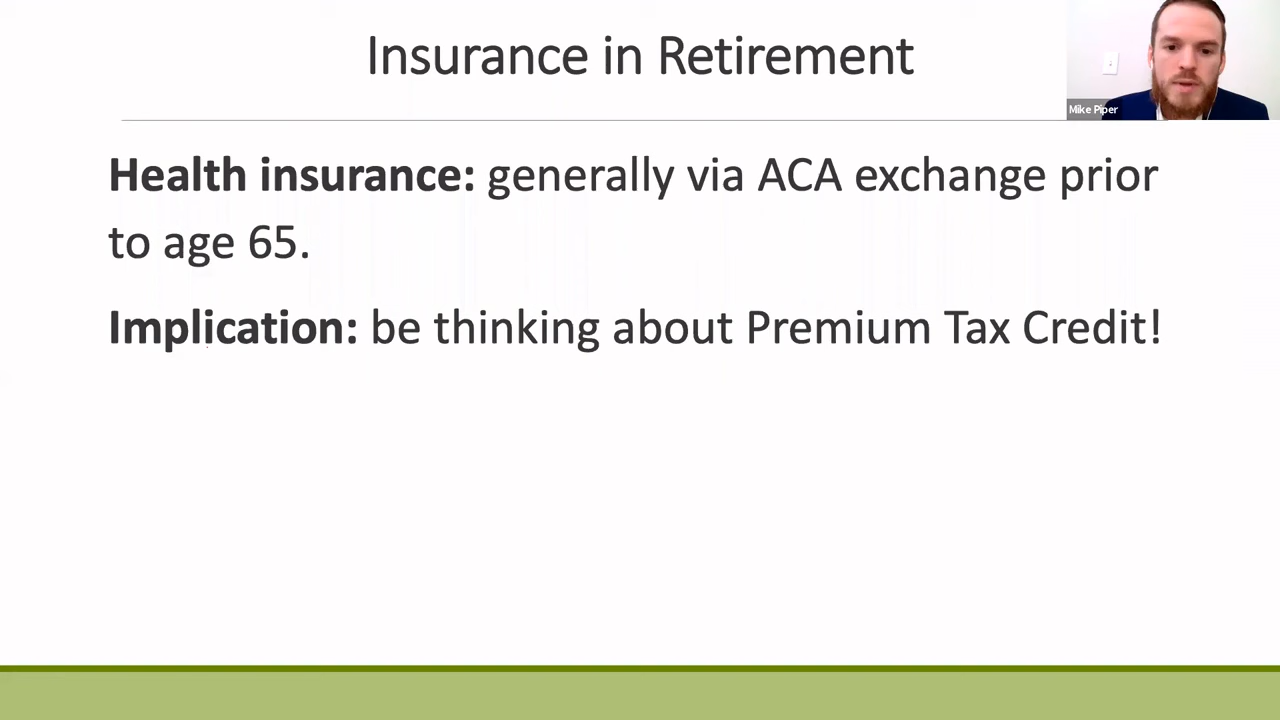 Insurance in Retirement
Mike Piper
Health insurance: generally via ACA exchange prior
to age 65.
Implication: be thinking about Premium Tax Credit!